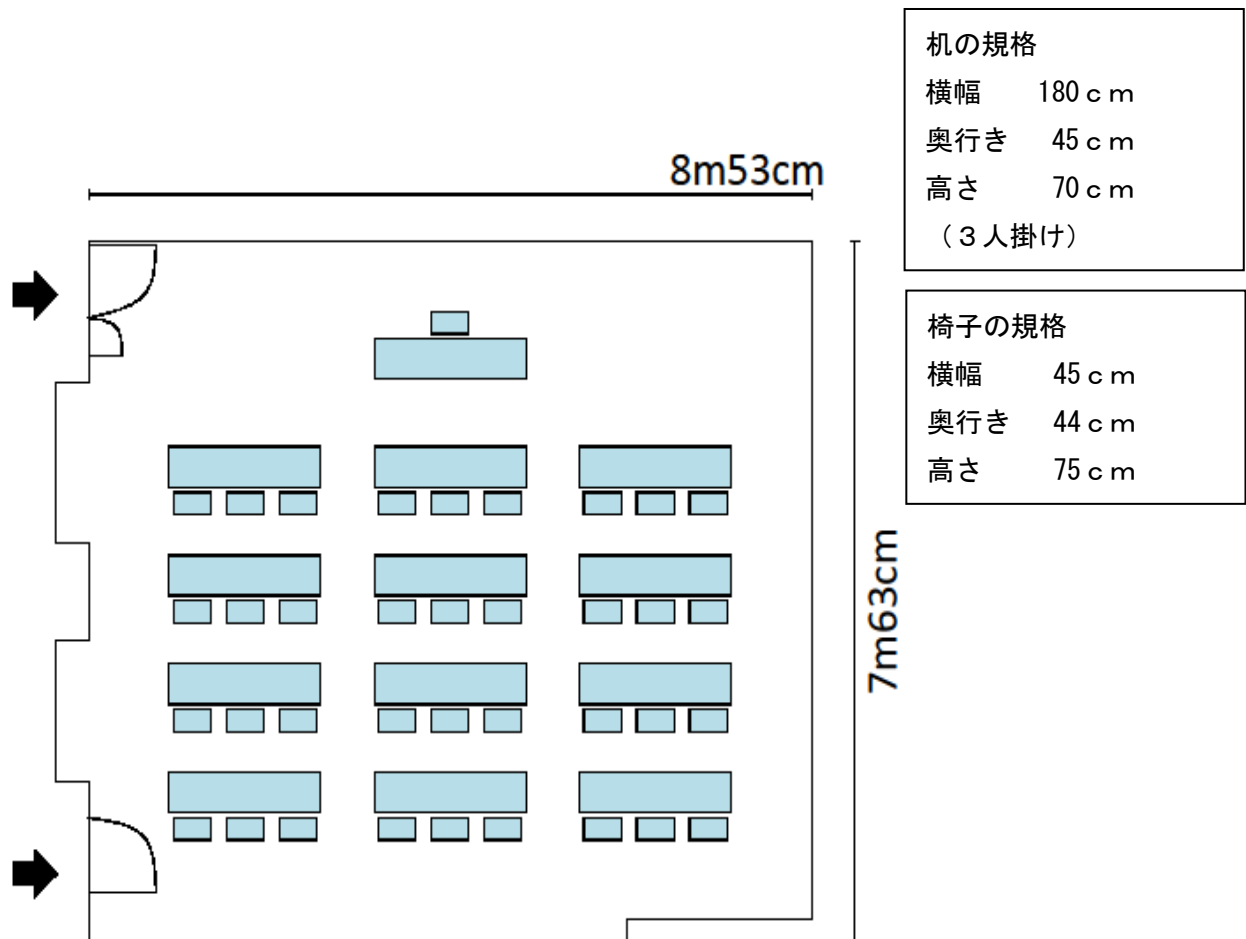 机の規格
横幅　　180ｃｍ
奥行き　 45ｃｍ
高さ　　 70ｃｍ
（３人掛け）
8m53cm
椅子の規格
横幅　　 45ｃｍ
奥行き　 44ｃｍ
高さ　　 75ｃｍ
7m63cm